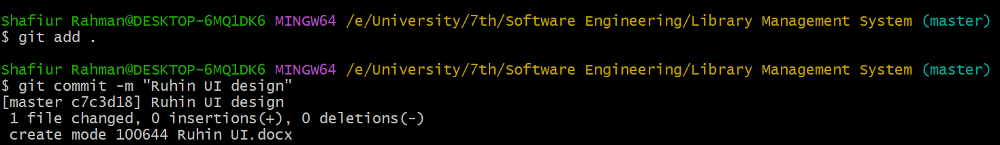 Shafiur Rahman@DESKTOP-6MQ1DK6 MINGW64 /e/University/7th/Software Engineering/Library Management System (master)
$ git add .
Shafiur Rahman@DESKTOP-6MQ1DK6 MINGW64 /e/University/7th/Software Engineering/Library Management System (master)
$ git commit -m "Ruhin UI design"
[master c7c3d18] Ruhin UI design
 1 file changed, 0 insertions(+), 0 deletions(-)
 create mode 100644 Ruhin UI.docx